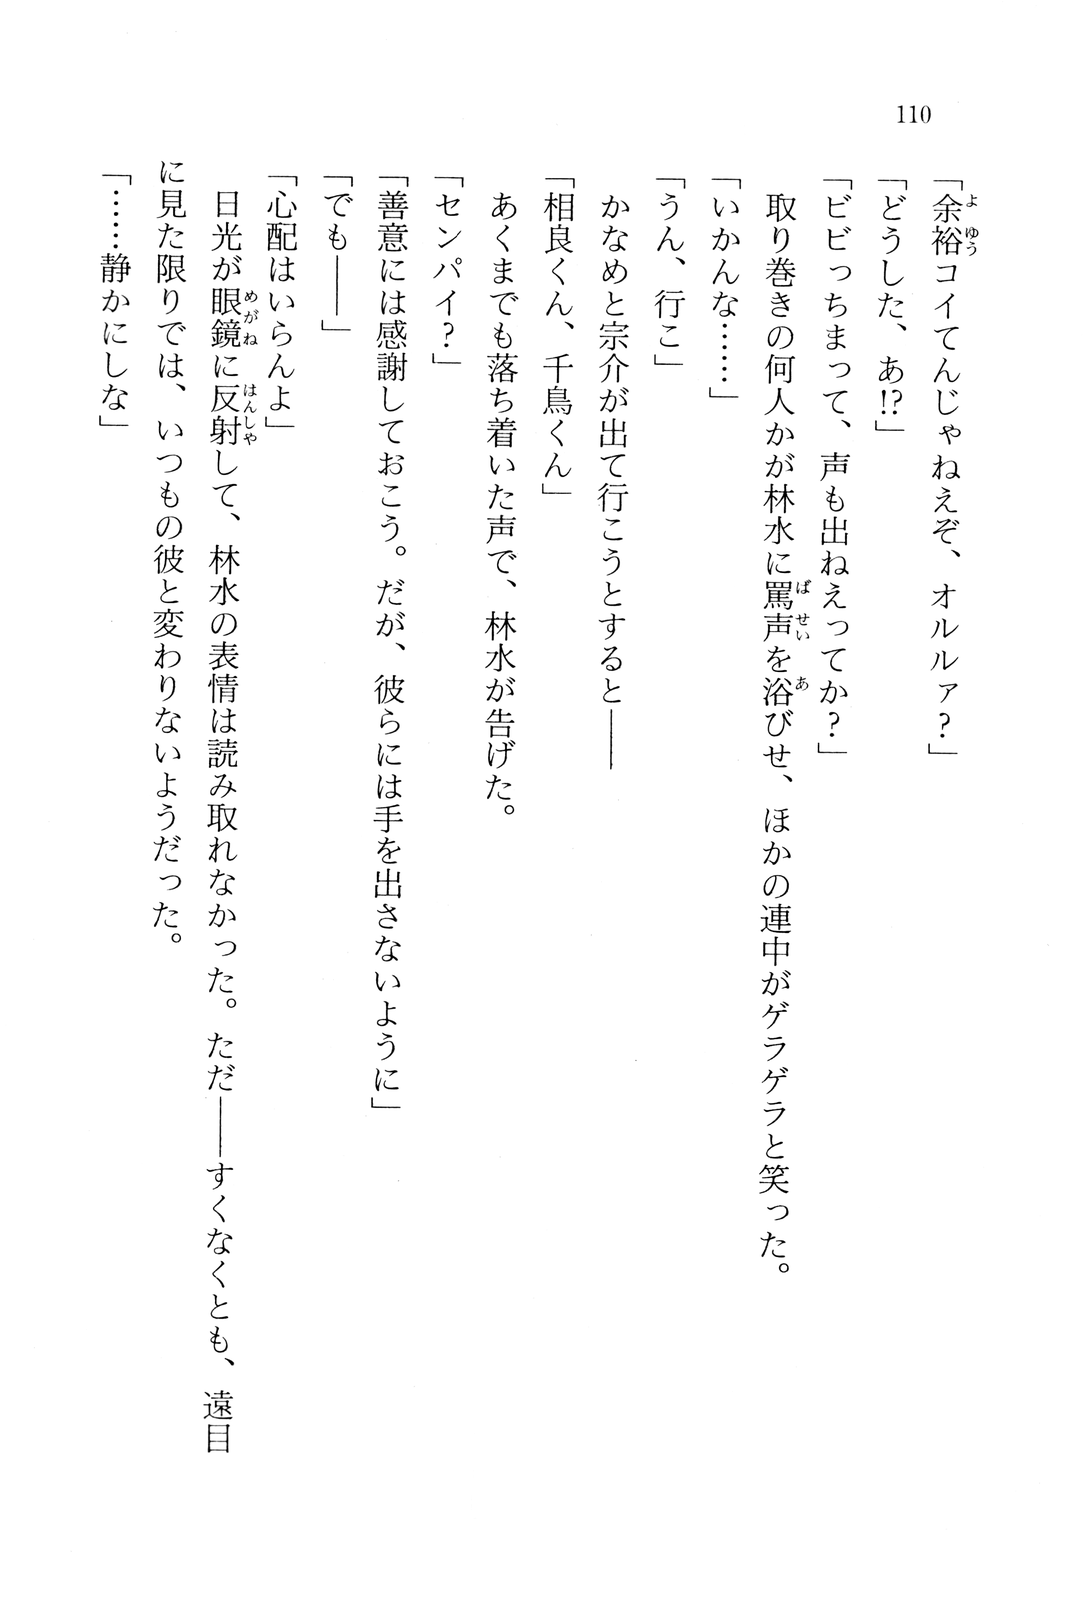 110
「余裕コイてんじゃねえぞ、オルルァ？」
「どうした、あ!?」
「ビビっちまって、声も出ねえってか？」
　取り巻きの何人かが林水に罵声を浴びせ、ほかの連中がゲラゲラと笑った。
「いかんな……」
「うん、行こ」
　かなめと宗介が出て行こうとすると――
「相良くん、千鳥くん」
　あくまでも落ち着いた声で、林水が告げた。
「センパイ？」
「善意には感謝しておこう。だが、彼らには手を出さないように」
「でも――」
「心配はいらんよ」
　日光が眼鏡に反射して、林水の表情は読み取れなかった。ただ――すくなくとも、遠目
に見た限りでは、いつもの彼と変わりないようだった。
「……静かにしな」